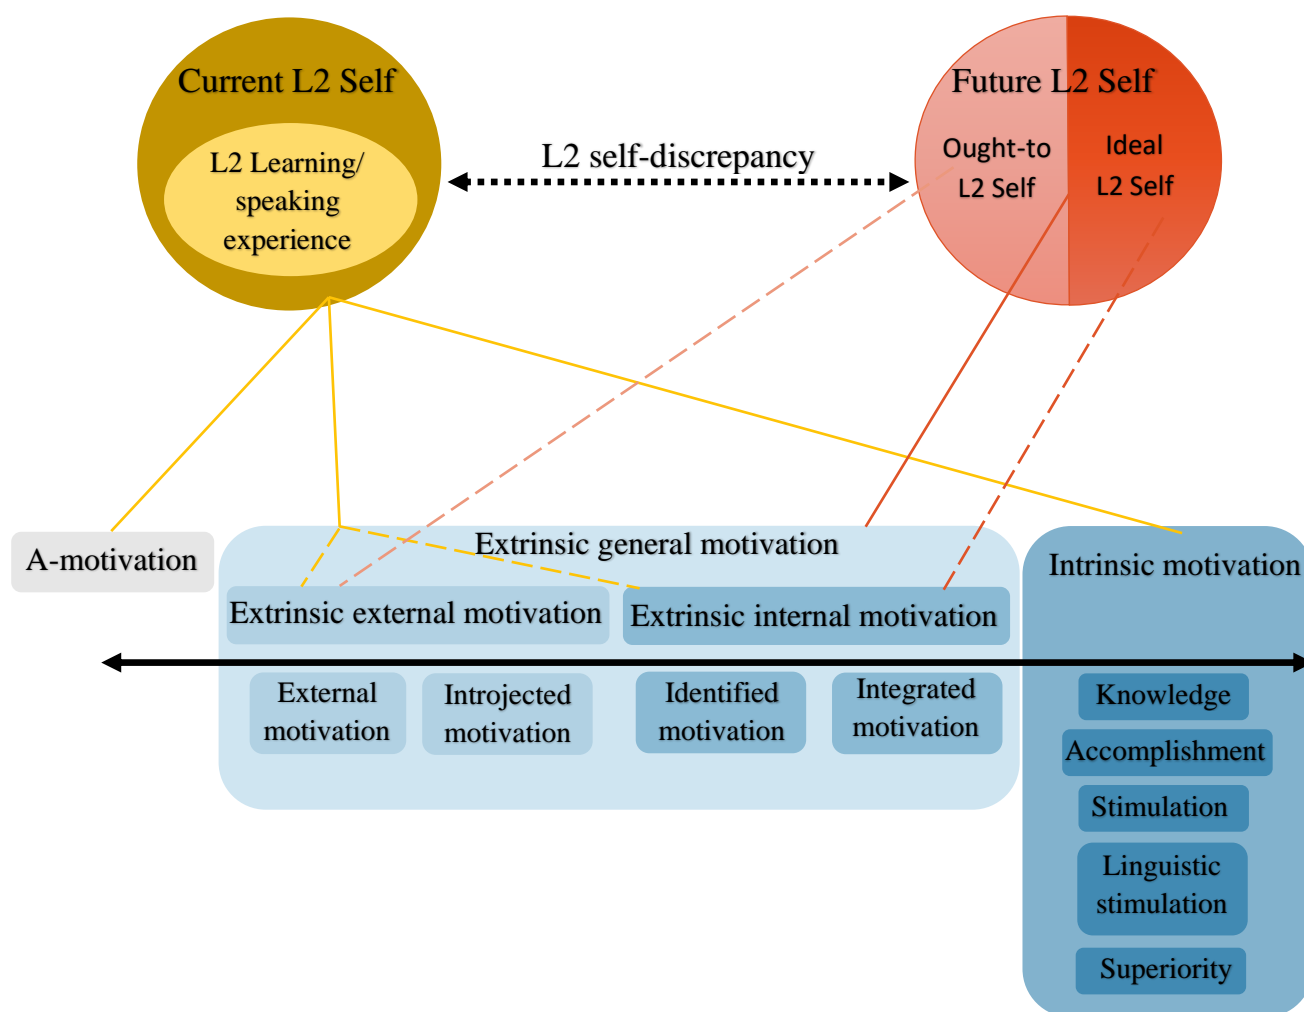 Current L2 Self
L2 Learning/
speaking
experience
L2 self-discrepancy
Future L2 Self
Ought-to
L2 Self
Ideal
L2 Self
A-motivation
Extrinsic general motivation
Extrinsic external motivation
Extrinsic internal motivation
External
motivation
Introjected
motivation
Identified
motivation
Integrated
motivation
Intrinsic motivation
Knowledge
Accomplishment
Stimulation
Linguistic
stimulation
Superiority